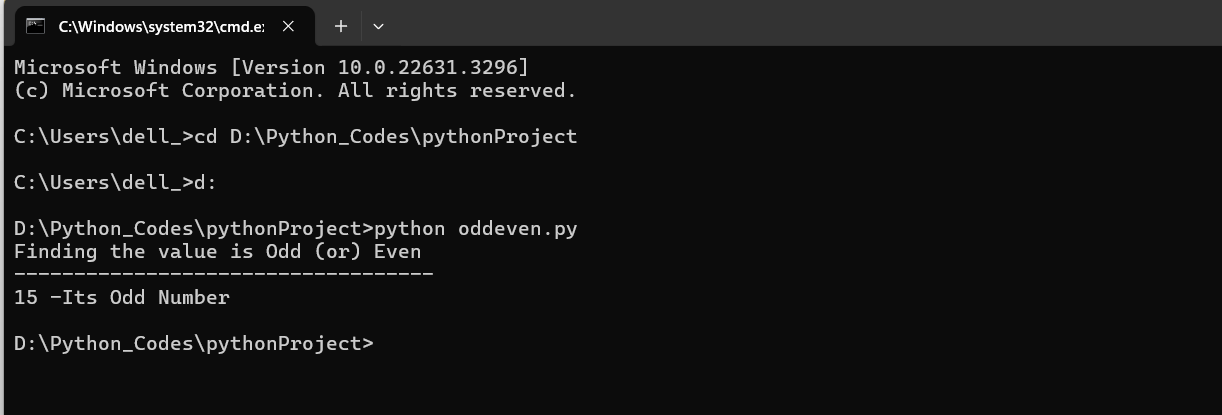 C:\Windows\system32\cmd.e
Microsoft Windows [Version 10.0.22631.3296]
(c) Microsoft Corporation. All rights reserved.
C:\Users\dell_>cd D:\Python_Codes\pythonProject
C:\Users\dell_>d:
D:\Python_Codes\pythonProject>python oddeven.py
Finding the value is Odd (or) Even
-----------------------------------
15 -Its Odd Number
D:\Python_Codes\pythonProject>